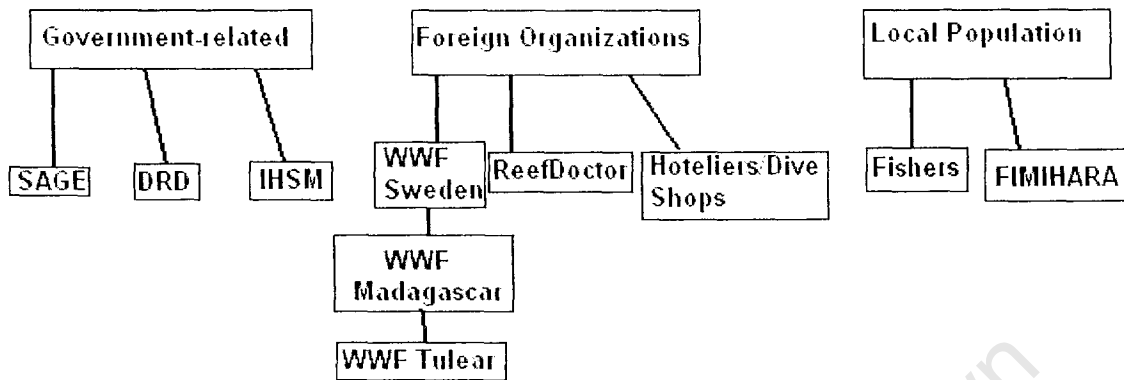 Government-related
Foreign Organizations
Local Population
SAGE
DRD
IHSM
WWF
Sweden
ReefDoctor
Hoteliers/Dive
Shops
Fishers
FIMIHARA
WWF
Madagascar
WWF Tulear